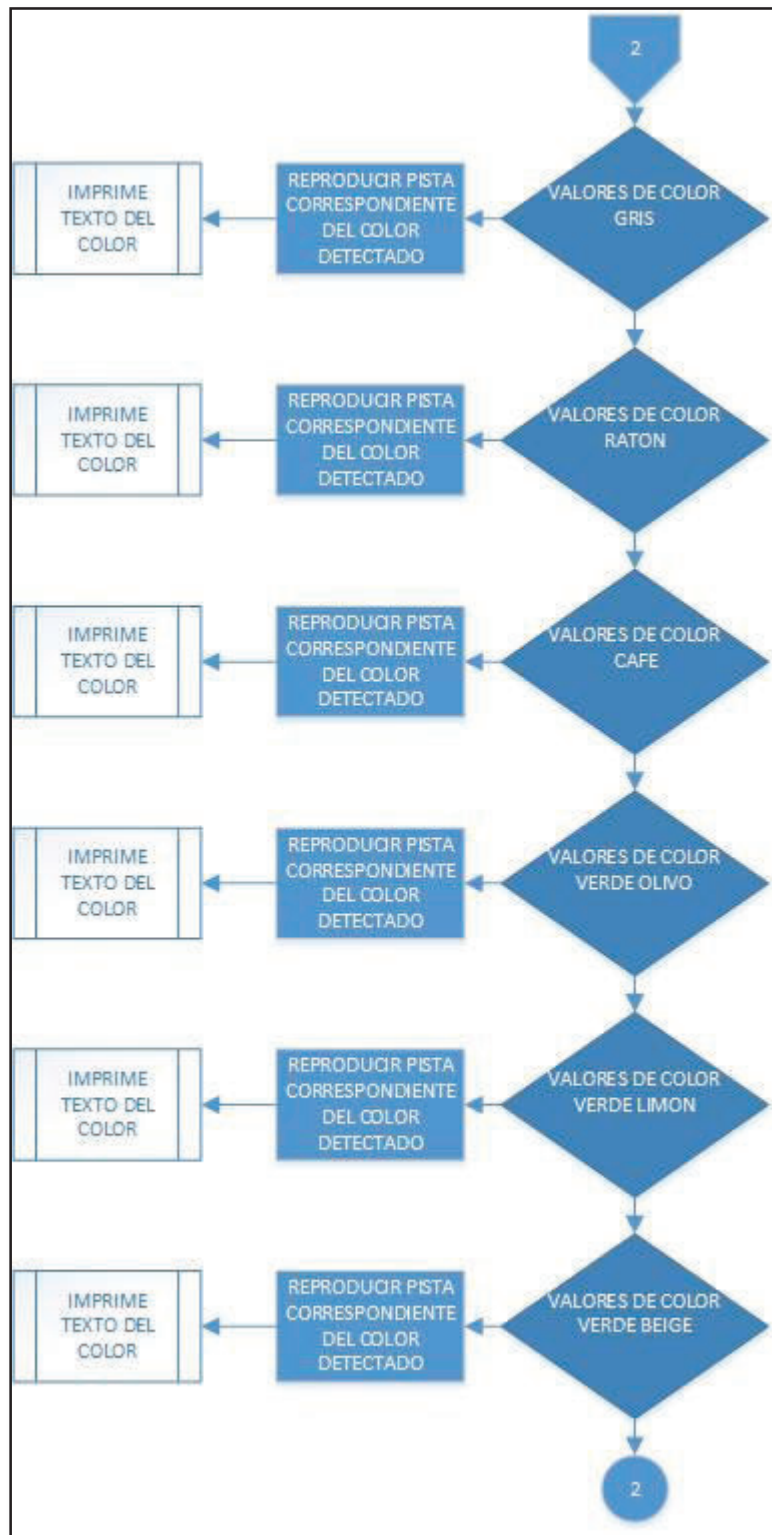 2
IMPRIME
TEXTO DEL
COLOR
REPRODUCIR PISTA
CORRESPONDIENTE
DEL COLOR
DETECTADO
VALORES DE COLOR
GRIS
IMPRIME
TEXTO DEL
COLOR
REPRODUCIR PISTA
CORRESPONDIENTE
DEL COLOR
DETECTADO
VALORES DE COLOR
RATON
IMPRIME
TEXTO DEL
COLOR
REPRODUCIR PISTA
CORRESPONDIENTE
DEL COLOR
DETECTADO
VALORES DE COLOR
CAFE
IMPRIME
TEXTO DEL
COLOR
REPRODUCIR PISTA
CORRESPONDIENTE
DEL COLOR
DETECTADO
VALORES DE COLOR
VERDE OLIVO
IMPRIME
TEXTO DEL
COLOR
REPRODUCIR PISTA
CORRESPONDIENTE
DEL COLOR
DETECTADO
VALORES DE COLOR
VERDE LIMON
IMPRIME
TEXTO DEL
COLOR
REPRODUCIR PISTA
CORRESPONDIENTE
DEL COLOR
DETECTADO
VALORES DE COLOR
VERDE BEIGE
2